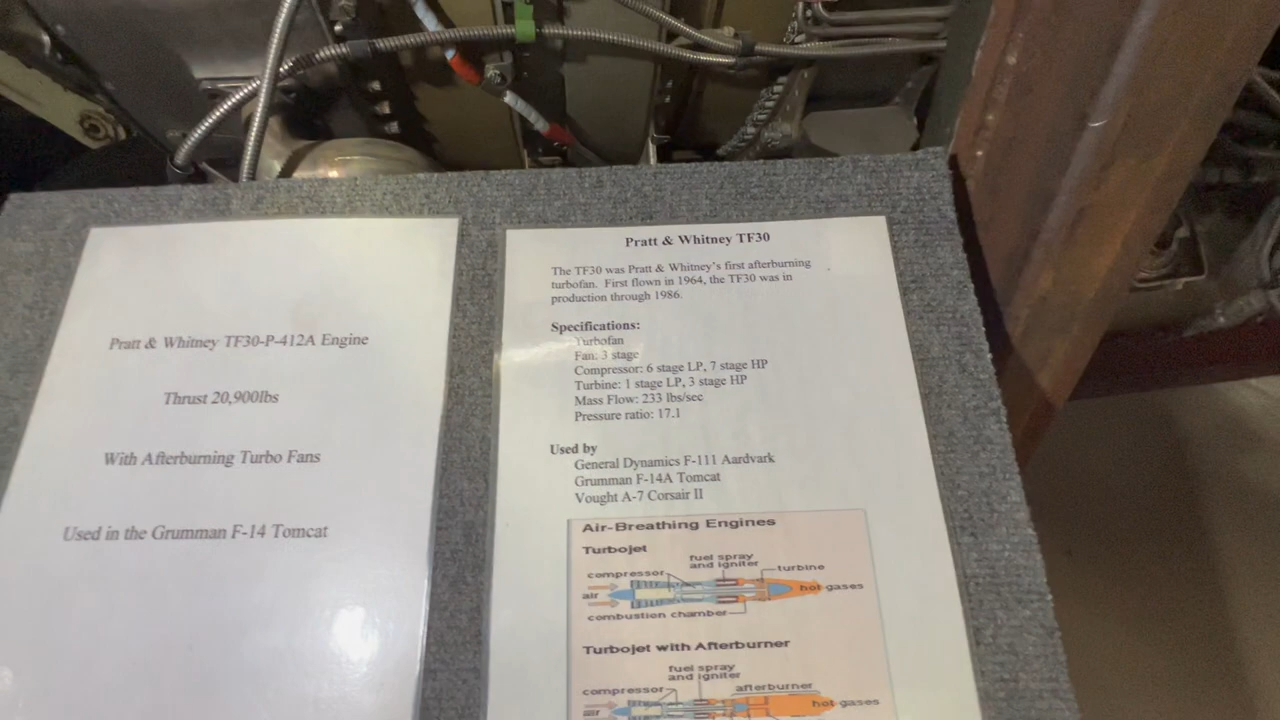 Pratt & Whitney TF30-P-412A Engine
Thrust 20,900lbs
With Afterburning Turbo Fans
Used in the Grumman F-14 Tomcat
Pratt & Whitney TF30
The TF30 was Pratt & Whitney's first afterburning
turbofan. First flown in 1964, the TF30 was in
production through 1986.
Specifications:
Turbofan
Fan: 3 stage
Compressor: 6 stage LP, 7 stage HP
Turbine: 1 stage LP, 3 stage HP
Mass Flow: 233 lbs/sec
Pressure ratio: 17.1
Used by
General Dynamics F-111 Aardvark
Grumman F-14A Tomcat
Vought A-7 Corsair II
Air-Breathing Engines
Turbojet
fuel spray
and igniter
compressor
turbine
air
hot gases
combustion chamber
Turbojet with Afterburner
fuel spray
and igniter
compressor
afterburner
hot gases
air